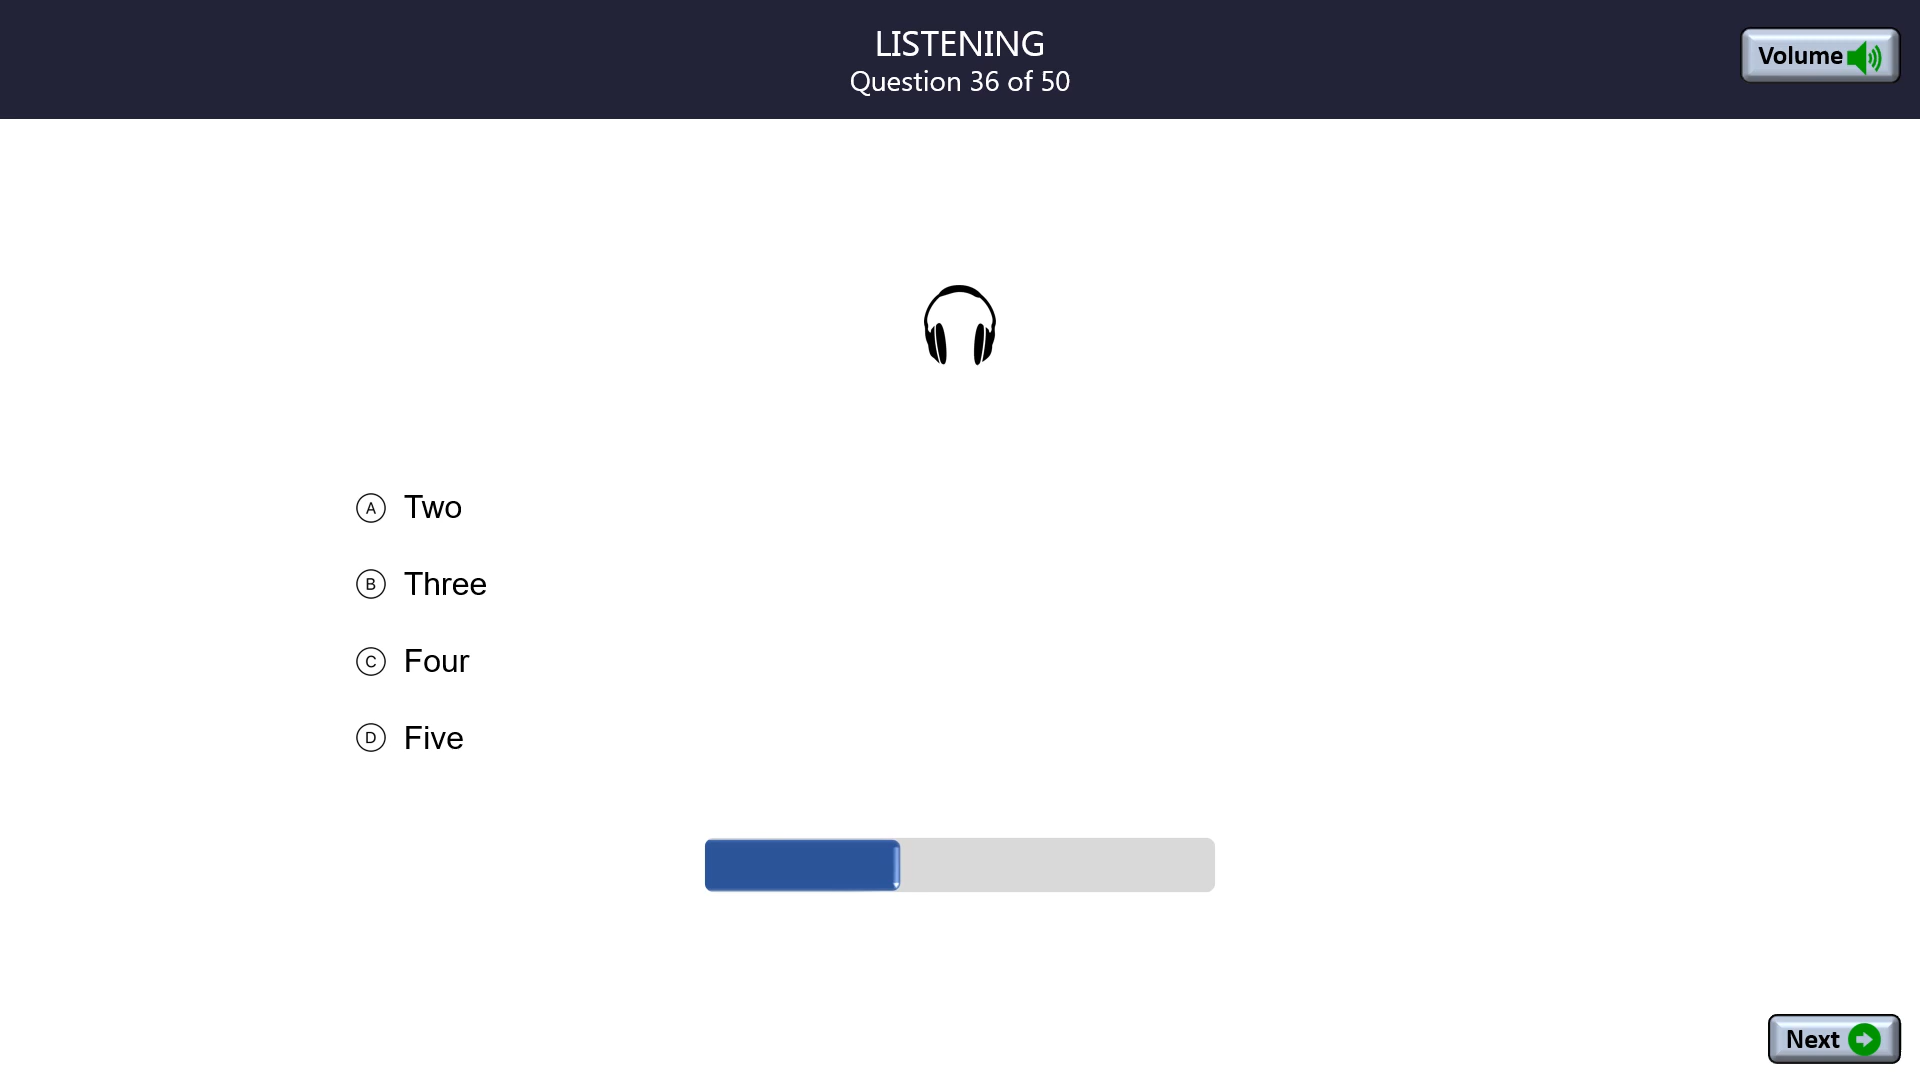 LISTENING
Question 36 of 50
Volume
A Two
B Three
C Four
D Five
Next